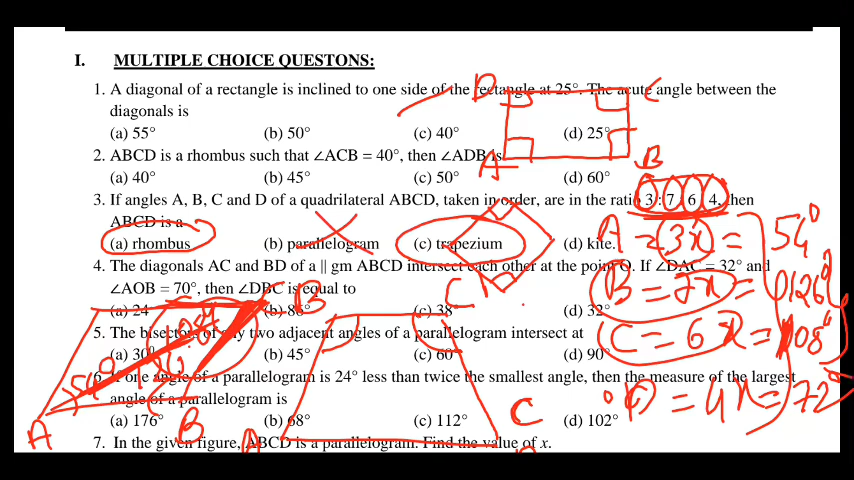 I. MULTIPLE CHOICE QUESTONS:
1. A diagonal of a rectangle is inclined to one side of the rectangle at 25°. The acute angle between the
diagonals is
(a) 55° (b) 50° (c) 40° (d) 25°
2. ABCD is a rhombus such that ∠ACB = 40°, then ∠ADB is
(a) 40° (b) 45° (c) 50° (d) 60°
3. If angles A, B, C and D of a quadrilateral ABCD, taken in order, are in the ratio 3 : 7 : 6 : 4, then
ABCD is a
(a) rhombus (b) parallelogram (c) trapezium (d) kite.
4. The diagonals AC and BD of a || gm ABCD intersect each other at the point O. If ∠DAC = 32° and
∠AOB = 70°, then ∠DBC is equal to
(a) 24 (b) 86° (c) 38° (d) 32
5. The bisectors of any two adjacent angles of a parallelogram intersect at
(a) 30 (b) 45° (c) 60° (d) 90
6. If one angle of a parallelogram is 24° less than twice the smallest angle, then the measure of the largest
angle of a parallelogram is
(a) 176° (b) 68° (c) 112° (d) 102°
7. In the given figure, ABCD is a parallelogram. Find the value of x.
D C
A B
A = 3x = 54°
B = 7x = 126°
C = 6x = 108°
= 4x = 72°
C B
54°
A B
A C